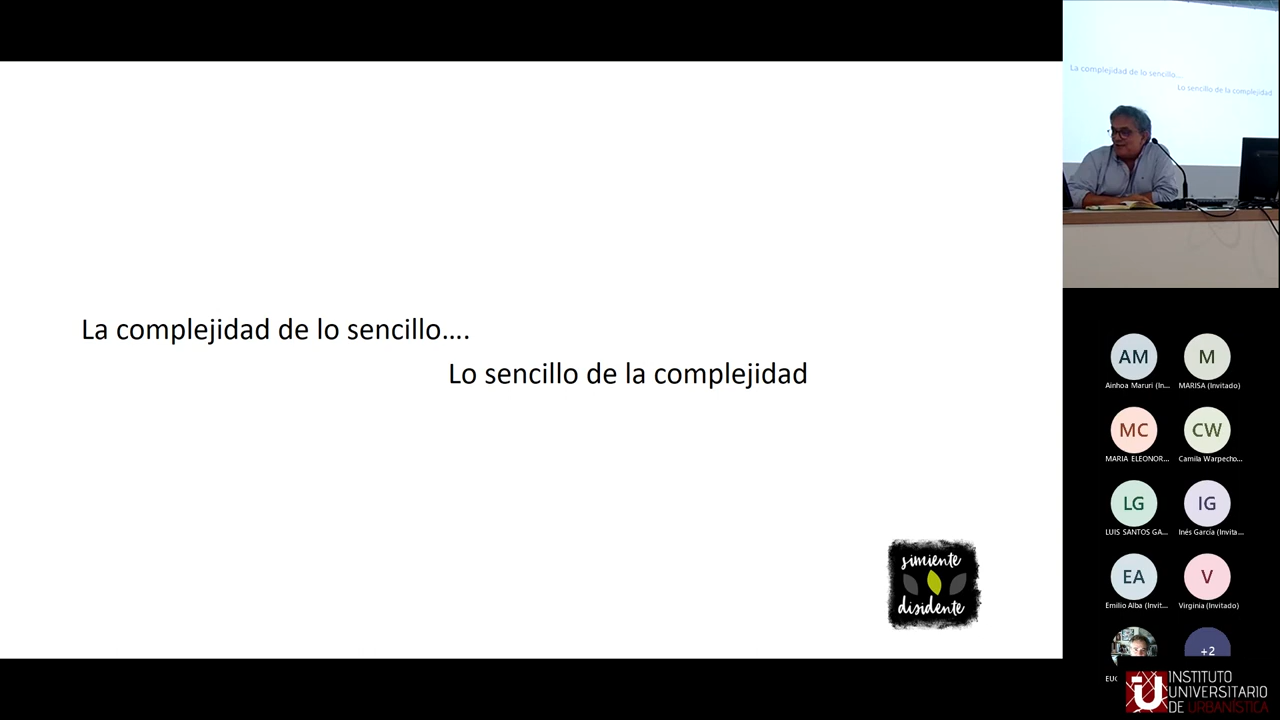 La complejidad de lo sencillo....
Lo sencillo de la complejidad
simiente
disidente
La complejidad de lo sencillo....
Lo sencillo de la complejidad
AM
Ainhoa Maruri (In...
M
MARISA (Invitado)
MC
MARIA ELEONOR...
CW
Camila Warpecho...
LG
LUIS SANTOS GA...
IG
Inés García (Invita...
EA
Emilio Alba (Invit...
V
Virginia (Invitado)
+2
INSTITUTO
UNIVERSITARIO
DE URBANÍSTICA